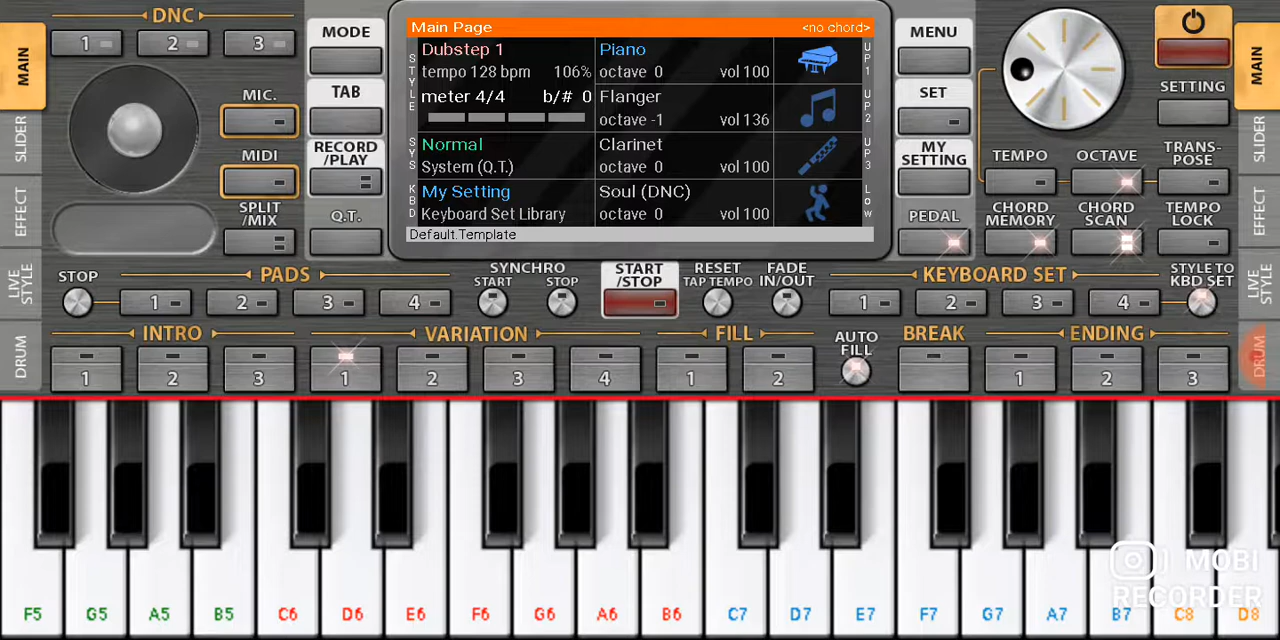 DNC
1 2 3
MAIN
SLIDER
EFFECT
LIVE
STYLE
DRUM
MIC.
MIDI
SPLIT
/MIX
MODE
TAB
RECORD
/PLAY
Q.T.
Main Page <no chord>
STYLE
Dubstep 1
tempo 128 bpm 106%
meter 4/4 b/# 0
SYS
Normal
System (Q.T.)
KBD
My Setting
Keyboard Set Library
Piano
octave 0 vol 100
UP1
Flanger
octave -1 vol 136
UP2
Clarinet
octave 0 vol 100
UP3
Soul (DNC)
octave 0 vol 100
Low
Default.Template
MENU
SET
MY
SETTING
PEDAL
SETTING
TEMPO OCTAVE TRANS-
POSE
CHORD
MEMORY
CHORD
SCAN
TEMPO
LOCK
MAIN
SLIDER
EFFECT
LIVE
STYLE
DRUM
STOP
PADS
1 2 3 4
SYNCHRO
START STOP
START
/STOP
RESET
TAP TEMPO
FADE
IN/OUT
KEYBOARD SET
1 2 3 4
STYLE TO
KBD SET
INTRO
1 2 3
VARIATION
1 2 3 4
FILL
1 2
AUTO
FILL
BREAK
ENDING
1 2 3
F5 G5 A5 B5 C6 D6 E6 F6 G6 A6 B6 C7 D7 E7 F7 G7 A7 B7 C8 D8
MOBI
RECORDER